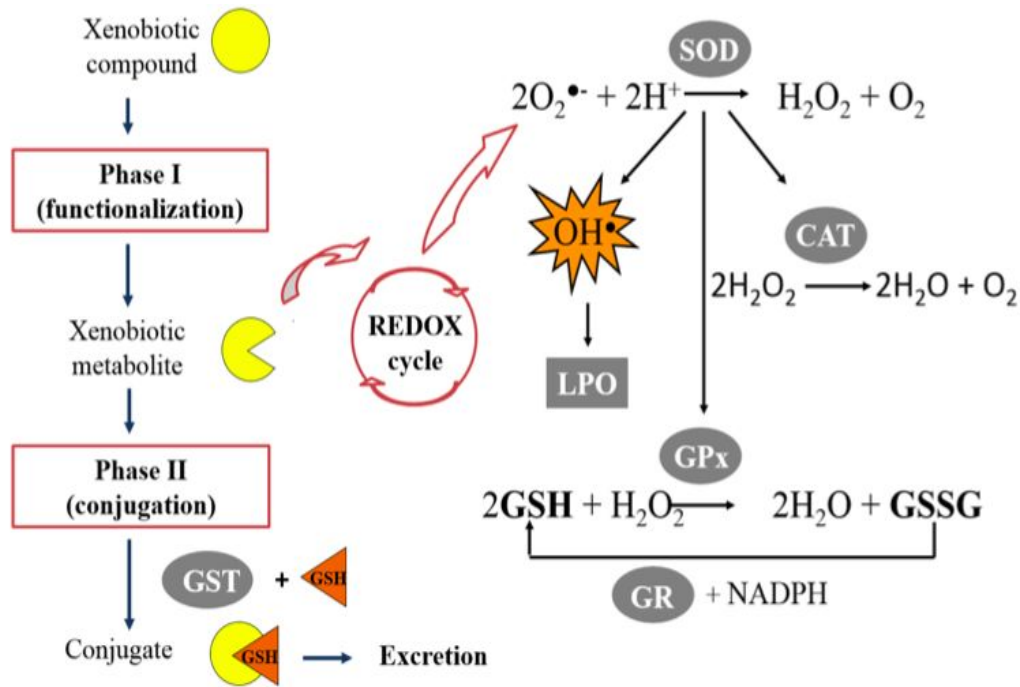 Xenobiotic
compound
Phase I
(functionalization)
Xenobiotic
metabolite
Phase II
(conjugation)
GST + GSH
Conjugate GSH Excretion
REDOX
cycle
SOD
2O₂•- + 2H⁺ H₂O₂ + O₂
OH•
LPO
CAT
2H₂O₂ 2H₂O + O₂
GPx
2GSH + H₂O₂ 2H₂O + GSSG
GR + NADPH